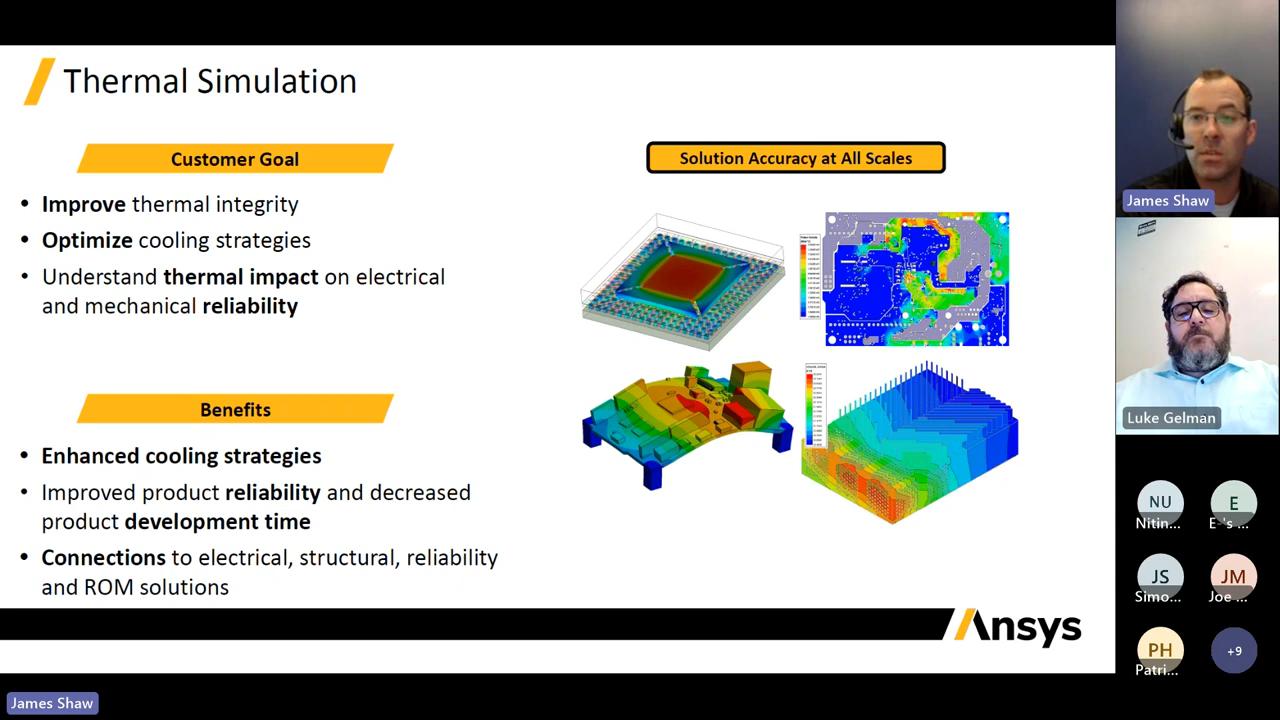 Thermal Simulation
Customer Goal
• Improve thermal integrity
• Optimize cooling strategies
• Understand thermal impact on electrical
and mechanical reliability
Benefits
• Enhanced cooling strategies
• Improved product reliability and decreased
product development time
• Connections to electrical, structural, reliability
and ROM solutions
Solution Accuracy at All Scales
Ansys
James Shaw
James Shaw
Luke Gelman
NU
Nitin...
E
E-'s ...
JS
Simo...
JM
Joe ...
PH
Patri...
+9